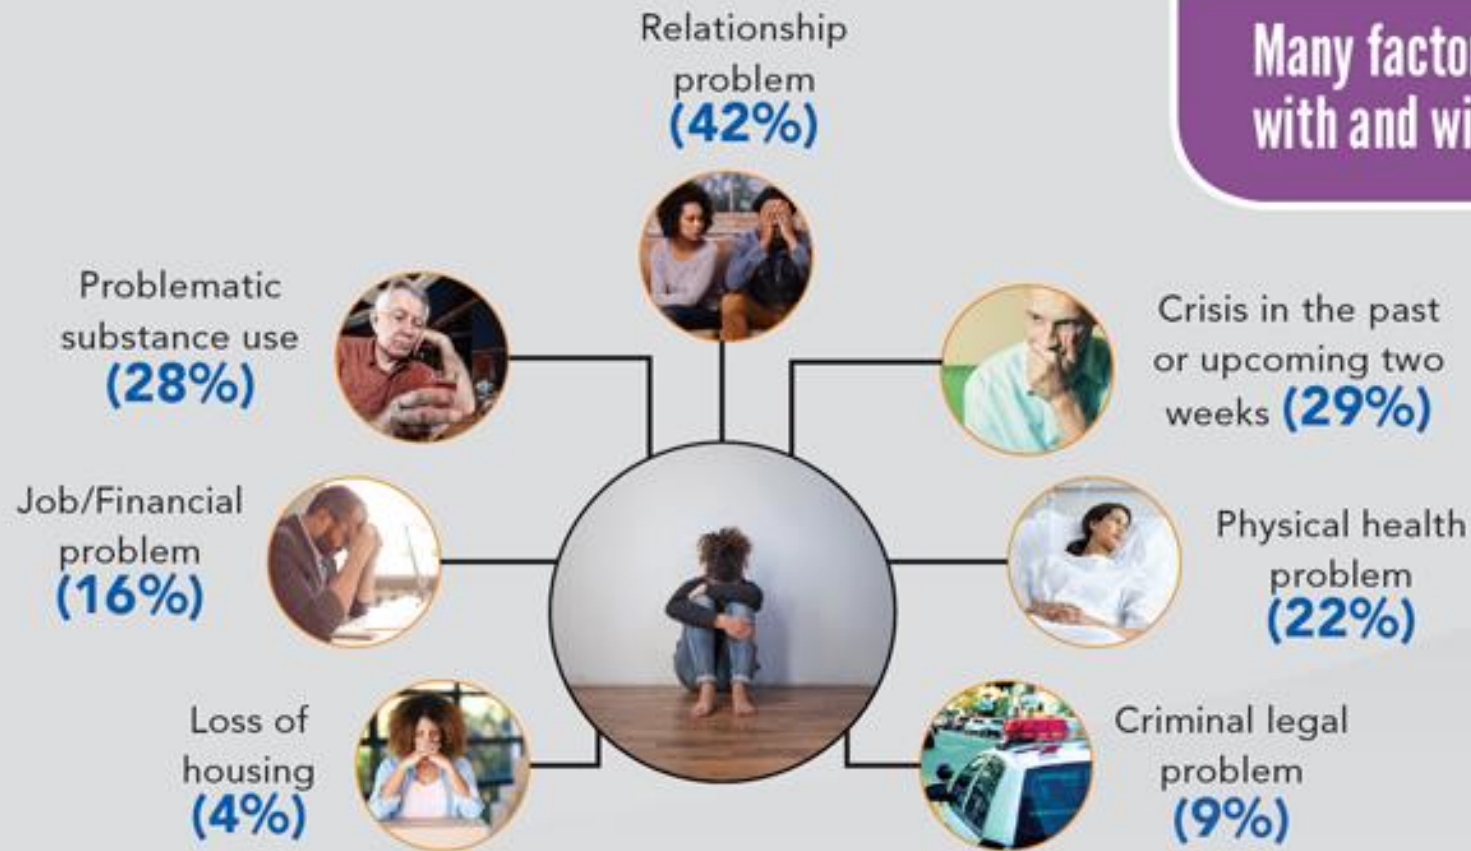 Relationship
problem
(42%)
Many facto
with and wi
Problematic
substance use
(28%)
Crisis in the past
or upcoming two
weeks (29%)
Job/Financial
problem
(16%)
Physical health
problem
(22%)
Loss of
housing
(4%)
Criminal legal
problem
(9%)